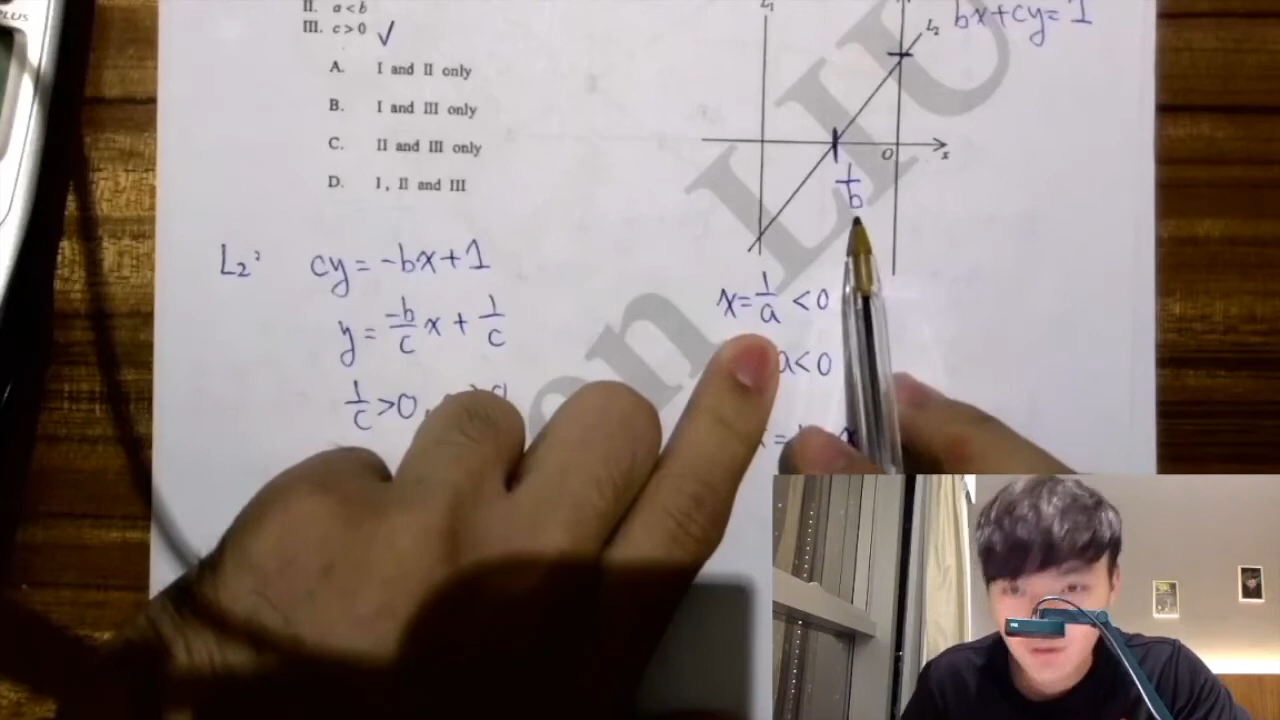 PLUS
II. a < b
III. c > 0 ✓
A. I and II only
B. I and III only
C. II and III only
D. I, II and III
L₁
L₂
bx+cy=1
O
x
1/b
L₂: cy = -bx+1
y = -b/c x + 1/c
1/c >0,
x = 1/a < 0
a<0